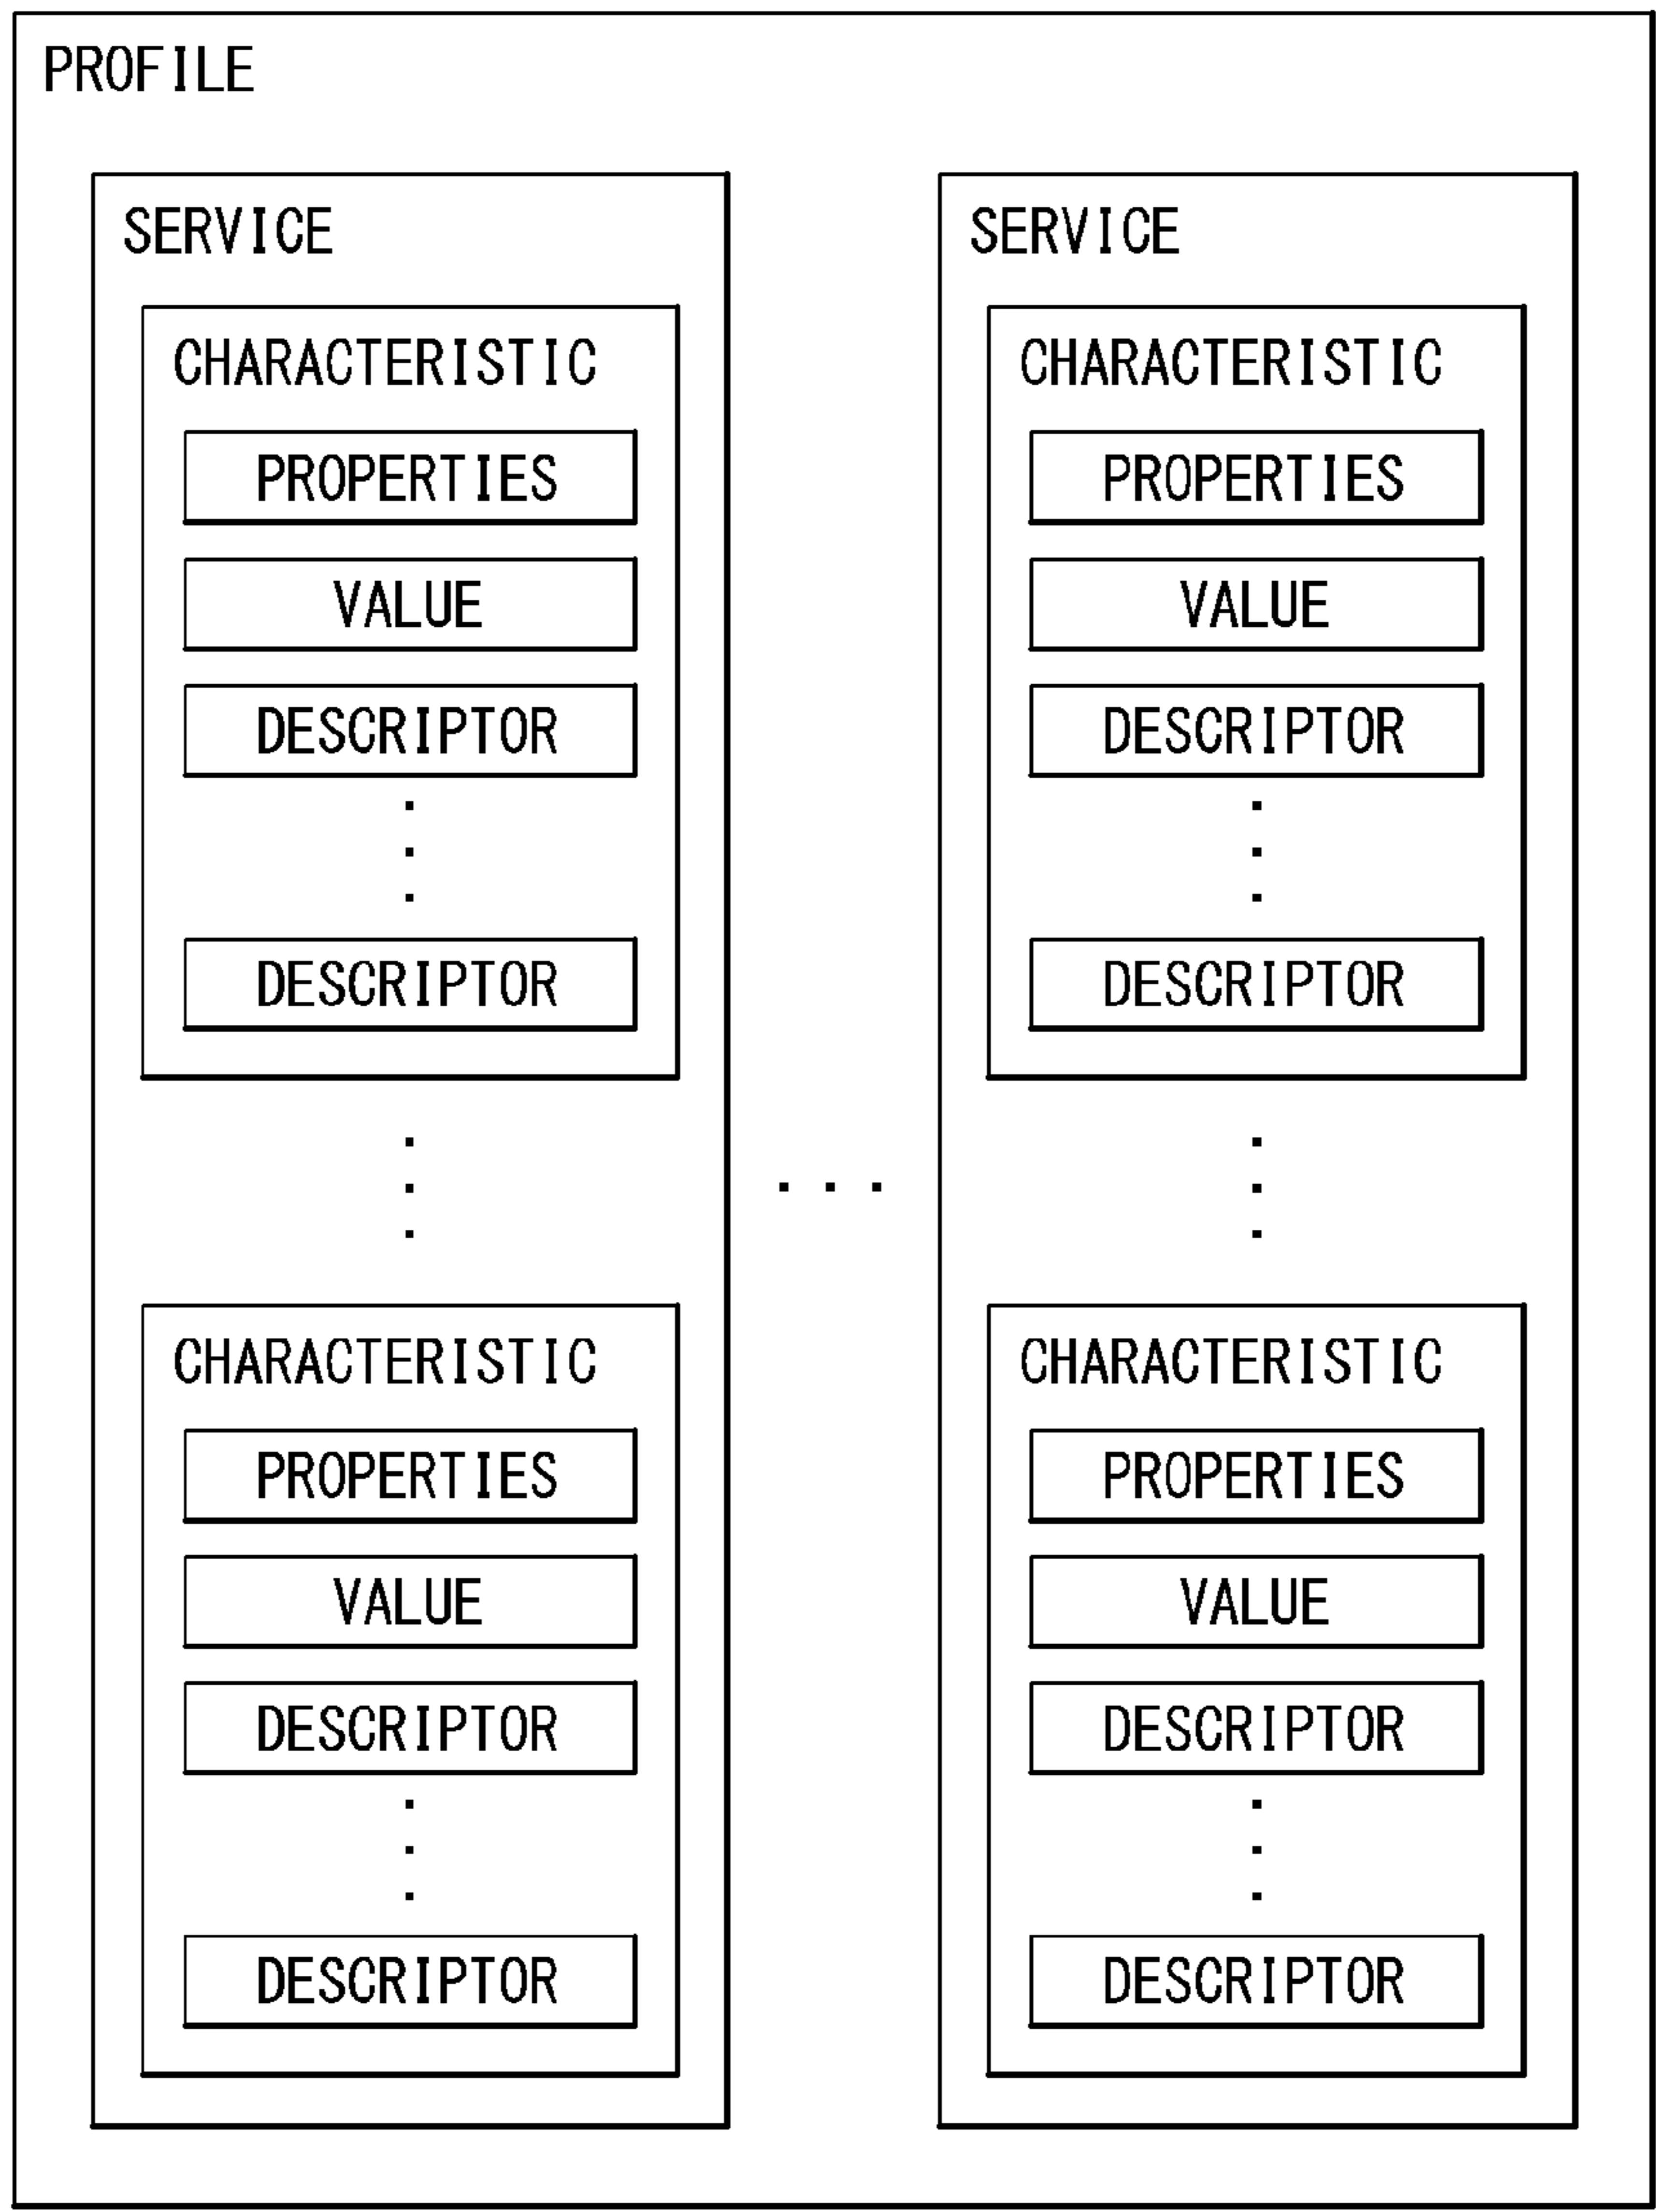 PROFILE
SERVICE
CHARACTERISTIC
PROPERTIES
VALUE
DESCRIPTOR
DESCRIPTOR
CHARACTERISTIC
PROPERTIES
VALUE
DESCRIPTOR
DESCRIPTOR
SERVICE
CHARACTERISTIC
PROPERTIES
VALUE
DESCRIPTOR
DESCRIPTOR
CHARACTERISTIC
PROPERTIES
VALUE
DESCRIPTOR
DESCRIPTOR